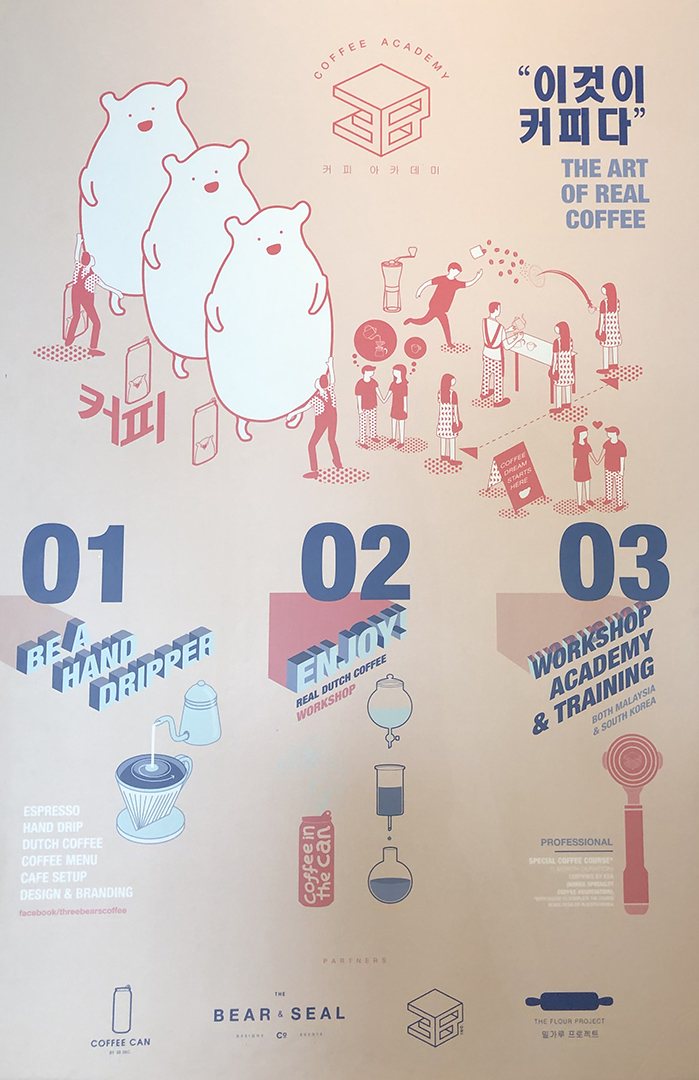 COFFEE ACADEMY
커피 아카데미
“이것이
커피다”
THE ART
OF REAL
COFFEE
커피
COFFEE
DREAM
STARTS
HERE
01
BE A
HAND
DRIPPER
ESPRESSO
HAND DRIP
DUTCH COFFEE
COFFEE MENU
CAFE SETUP
DESIGN & BRANDING
facebook/threebearscoffee
02
ENJOY!
REAL DUTCH COFFEE
WORKSHOP
coffee in
the can
03
WORKSHOP
ACADEMY
& TRAINING
BOTH MALAYSIA
& SOUTH KOREA
PROFESSIONAL
SPECIAL COFFEE COURSE*
PARTNERS
COFFEE CAN
THE
BEAR & SEAL
Co
THE FLOUR PROJECT
밀가루 프로젝트